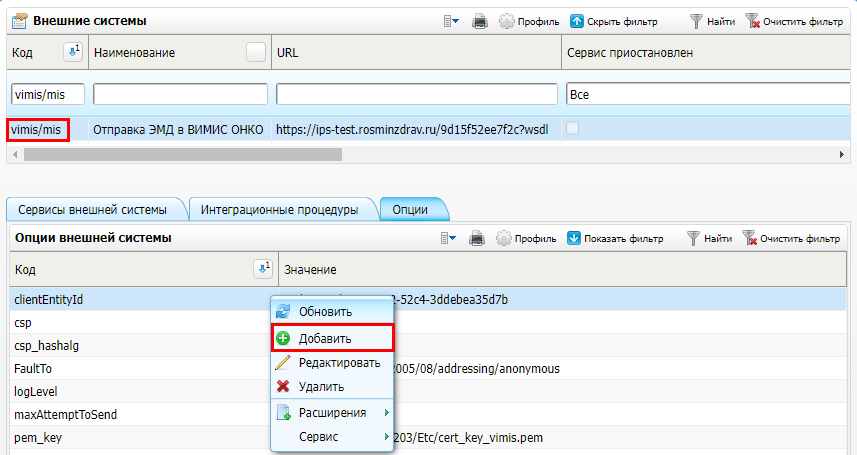 Внешние системы Профиль Скрыть фильтр Найти Очистить фильтр
Код 1 Наименование URL Сервис приостановлен
vimis/mis Все
vimis/mis Отправка ЭМД в ВИМИС ОНКО https://ips-test.rosminzdrav.ru/9d15f52ee7f2c?wsdl
Сервисы внешней системы Интеграционные процедуры Опции
Опции внешней системы Профиль Показать фильтр Найти Очистить фильтр
Код 1 Значение
clientEntityId 2-52c4-3ddebea35d7b
Обновить
csp
Добавить
csp_hashalg
Редактировать
FaultTo 2005/08/addressing/anonymous
Удалить
logLevel
Расширения
maxAttemptToSend
Сервис
pem_key 203/Etc/cert_key_vimis.pem